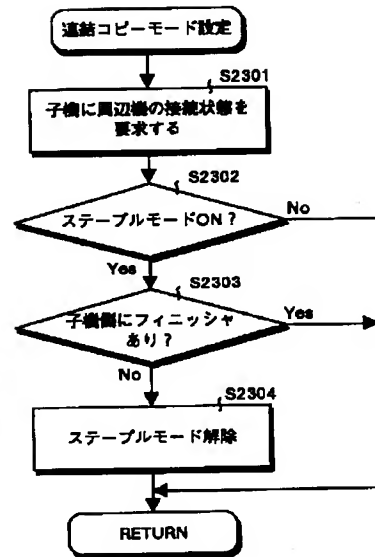 連結コピーモード設定
S2301
子機に周辺機の接続状態を
要求する
S2302
ステープルモードON？
No
Yes
S2303
子機側にフィニッシャ
あり？
Yes
No
S2304
ステープルモード解除
RETURN